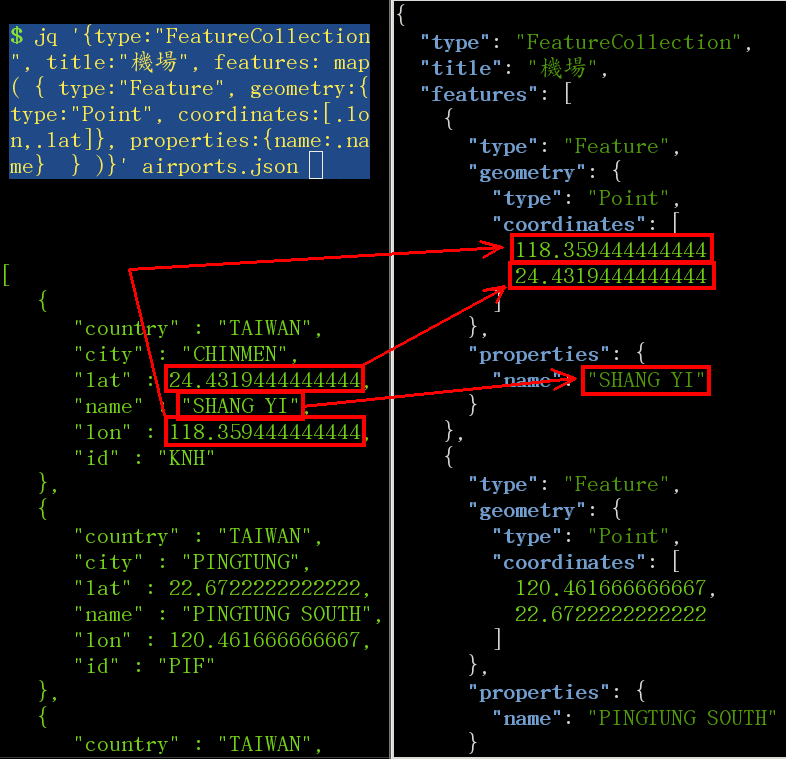 $ jq '{type:"FeatureCollection
", title:"機場", features: map
( { type:"Feature", geometry:{
type:"Point", coordinates:[.lo
n,.lat]}, properties:{name:.na
me}  } )}' airports.json
[
{
"country" : "TAIWAN",
"city" : "CHINMEN",
"lat" : 24.4319444444444,
"name" : "SHANG YI",
"lon" : 118.359444444444,
"id" : "KNH"
},
{
"country" : "TAIWAN",
"city" : "PINGTUNG",
"lat" : 22.6722222222222,
"name" : "PINGTUNG SOUTH",
"lon" : 120.461666666667,
"id" : "PIF"
},
{
"country" : "TAIWAN",
{
"type": "FeatureCollection",
"title": "機場",
"features": [
{
"type": "Feature",
"geometry": {
"type": "Point",
"coordinates": [
118.359444444444
24.4319444444444
]
},
"properties": {
"name": "SHANG YI"
}
},
{
"type": "Feature",
"geometry": {
"type": "Point",
"coordinates": [
120.461666666667,
22.6722222222222
]
},
"properties": {
"name": "PINGTUNG SOUTH"
}